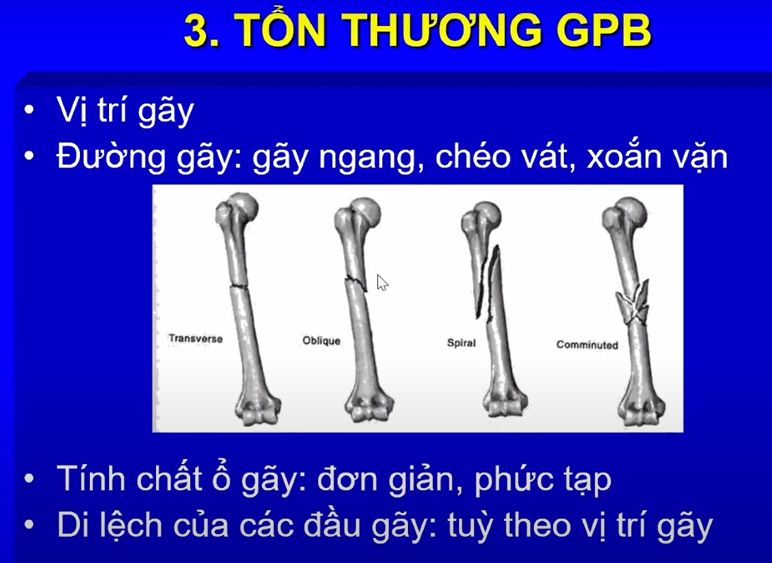 3. TỔN THƯƠNG GPB
• Vị trí gãy
• Đường gãy: gãy ngang, chéo vát, xoắn vặn
Transverse
Oblique
Spiral
Comminuted
• Tính chất ổ gãy: đơn giản, phức tạp
• Di lệch của các đầu gãy: tuỳ theo vị trí gãy